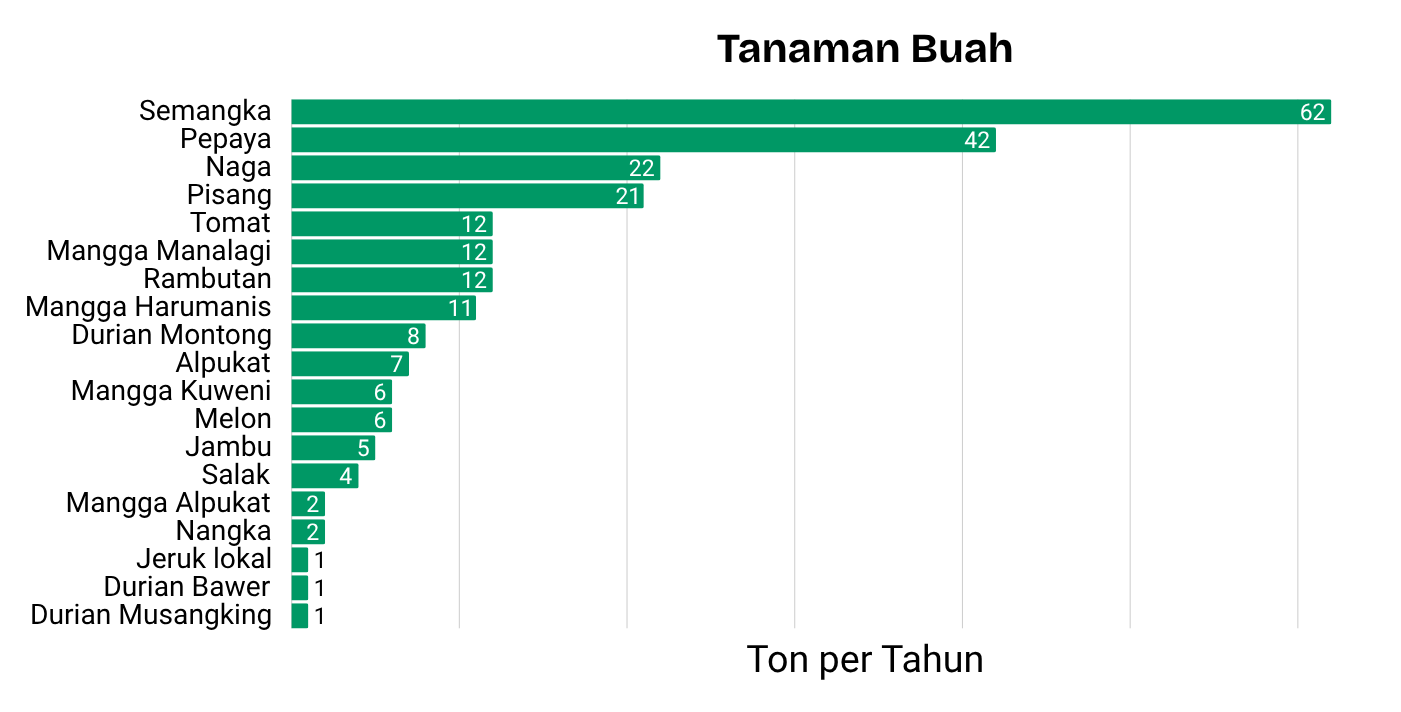 Tanaman Buah
Semangka 62
Pepaya 42
Naga 22
Pisang 21
Tomat 12
Mangga Manalagi 12
Rambutan 12
Mangga Harumanis 11
Durian Montong 8
Alpukat 7
Mangga Kuweni 6
Melon 6
Jambu 5
Salak 4
Mangga Alpukat 2
Nangka 2
Jeruk lokal 1
Durian Bawer 1
Durian Musangking 1
Ton per Tahun